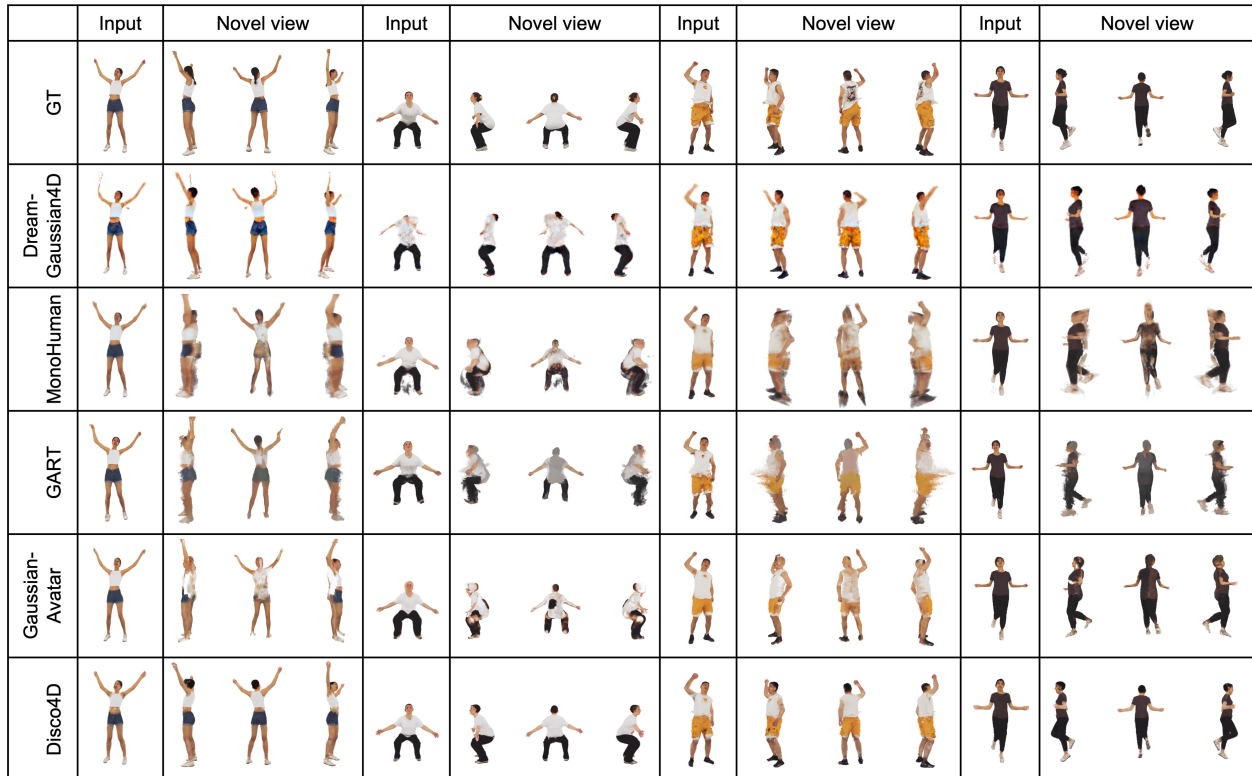 Input Novel view Input Novel view Input Novel view Input Novel view
GT
Dream-
Gaussian4D
MonoHuman
GART
Gaussian-
Avatar
Disco4D